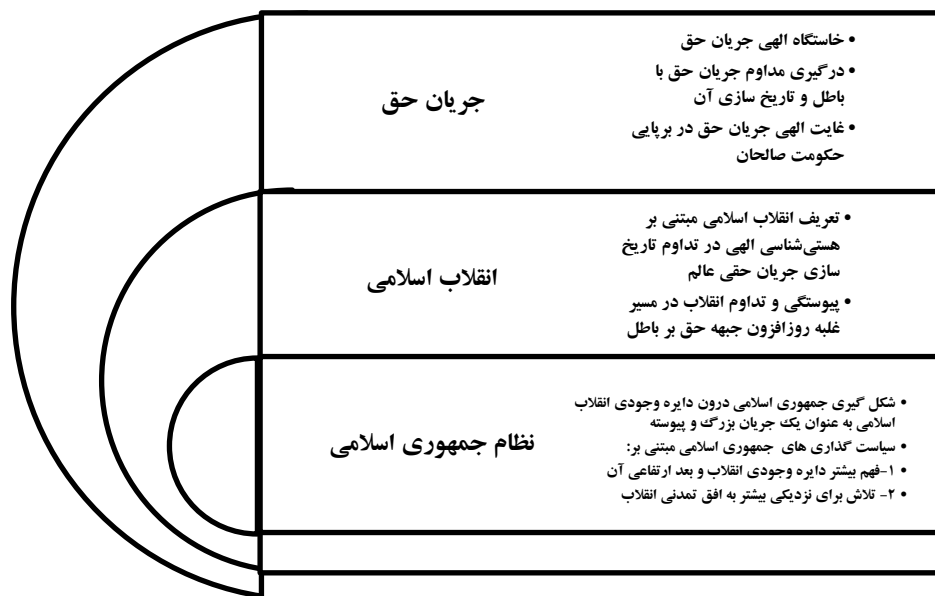 • خاستگاه الهی جریان حق
• درگیری مداوم جریان حق با
باطل و تاریخ سازی آن
• غایت الهی جریان حق در برپایی
حکومت صالحان
جریان حق
• تعریف انقلاب اسلامی مبتنی بر
هستی‌شناسی الهی در تداوم تاریخ
سازی جریان حقی عالم
• پیوستگی و تداوم انقلاب در مسیر
غلبه روزافزون جبهه حق بر باطل
انقلاب اسلامی
• شکل گیری جمهوری اسلامی درون دایره وجودی انقلاب
اسلامی به عنوان یک جریان بزرگ و پیوسته
• سیاست گذاری های جمهوری اسلامی مبتنی بر:
• ۱-فهم بیشتر دایره وجودی انقلاب و بعد ارتفاعی آن
• ۲- تلاش برای نزدیکی بیشتر به افق تمدنی انقلاب
نظام جمهوری اسلامی